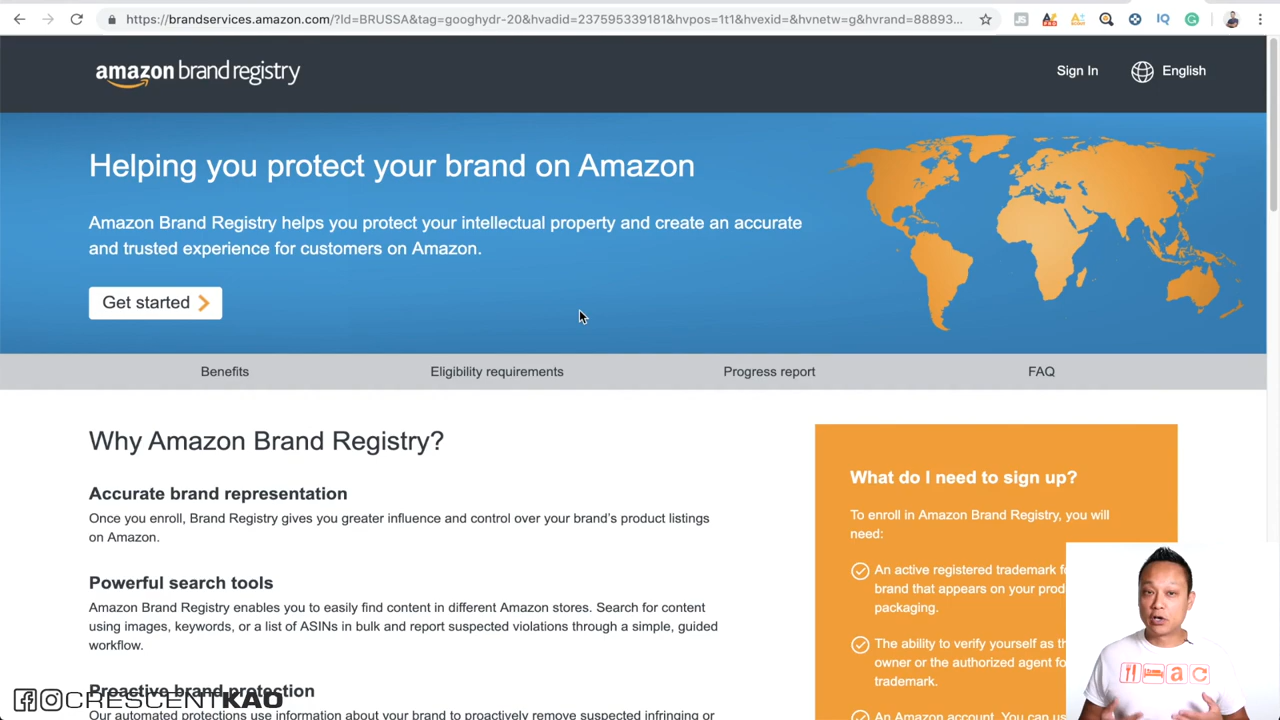 https://brandservices.amazon.com/?ld=BRUSSA&tag=googhydr-20&hvadid=237595339181&hvpos=1t1&hvexid=&hvnetw=g&hvrand=88893...
JS
IQ
amazon brand registry
Sign In
English
Helping you protect your brand on Amazon
Amazon Brand Registry helps you protect your intellectual property and create an accurate
and trusted experience for customers on Amazon.
Get started
Benefits
Eligibility requirements
Progress report
FAQ
Why Amazon Brand Registry?
Accurate brand representation
Once you enroll, Brand Registry gives you greater influence and control over your brand's product listings
on Amazon.
Powerful search tools
Amazon Brand Registry enables you to easily find content in different Amazon stores. Search for content
using images, keywords, or a list of ASINs in bulk and report suspected violations through a simple, guided
workflow.
Proactive brand protection
Our automated protections use information about your brand to proactively remove suspected infringing or
What do I need to sign up?
To enroll in Amazon Brand Registry, you will
need:
An active registered trademark
brand that appears on your
packaging.
The ability to verify yourself as
owner or the authorized agent
trademark.
An Amazon account. You can
@CRESCENTKAO